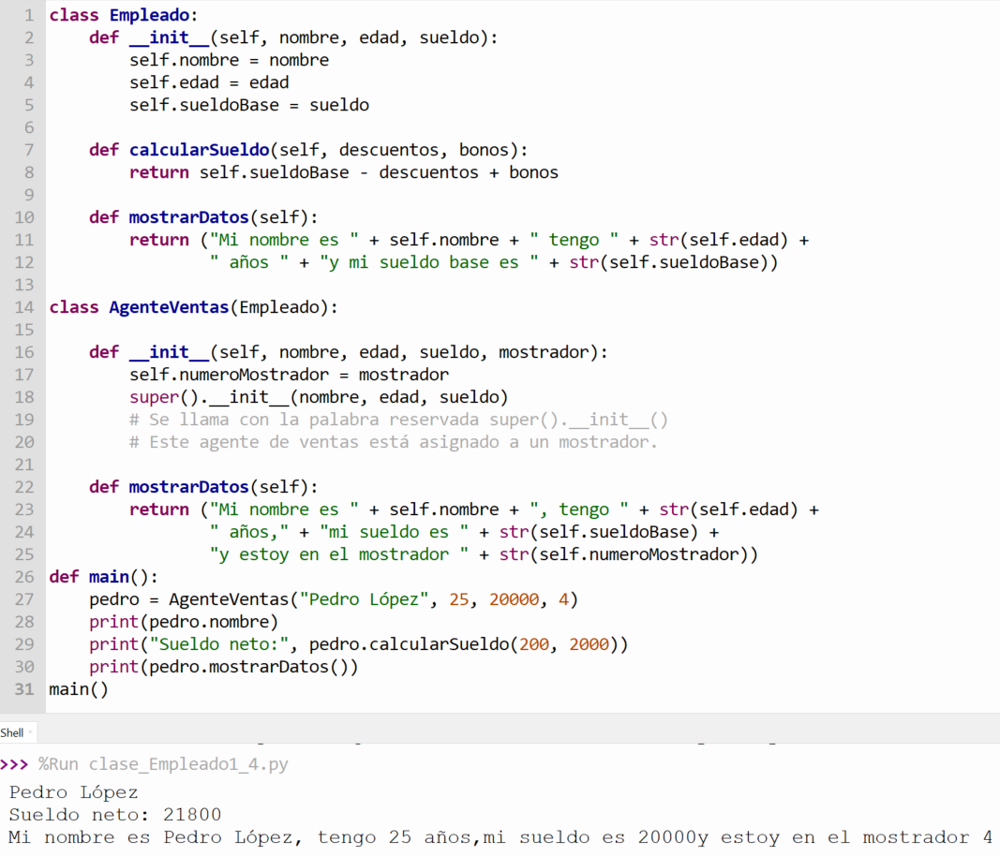 1 class Empleado:
2     def __init__(self, nombre, edad, sueldo):
3         self.nombre = nombre
4         self.edad = edad
5         self.sueldoBase = sueldo
6
7     def calcularSueldo(self, descuentos, bonos):
8         return self.sueldoBase - descuentos + bonos
9
10     def mostrarDatos(self):
11         return ("Mi nombre es " + self.nombre + " tengo " + str(self.edad) +
12                 " años " + "y mi sueldo base es " + str(self.sueldoBase))
13
14 class AgenteVentas(Empleado):
15
16     def __init__(self, nombre, edad, sueldo, mostrador):
17         self.numeroMostrador = mostrador
18         super().__init__(nombre, edad, sueldo)
19         # Se llama con la palabra reservada super().__init__()
20         # Este agente de ventas está asignado a un mostrador.
21
22     def mostrarDatos(self):
23         return ("Mi nombre es " + self.nombre + ", tengo " + str(self.edad) +
24                 " años," + "mi sueldo es " + str(self.sueldoBase) +
25                 "y estoy en el mostrador " + str(self.numeroMostrador))
26 def main():
27     pedro = AgenteVentas("Pedro López", 25, 20000, 4)
28     print(pedro.nombre)
29     print("Sueldo neto:", pedro.calcularSueldo(200, 2000))
30     print(pedro.mostrarDatos())
31 main()
Shell ×
>>> %Run clase_Empleado1_4.py
Pedro López
Sueldo neto: 21800
Mi nombre es Pedro López, tengo 25 años,mi sueldo es 20000y estoy en el mostrador 4